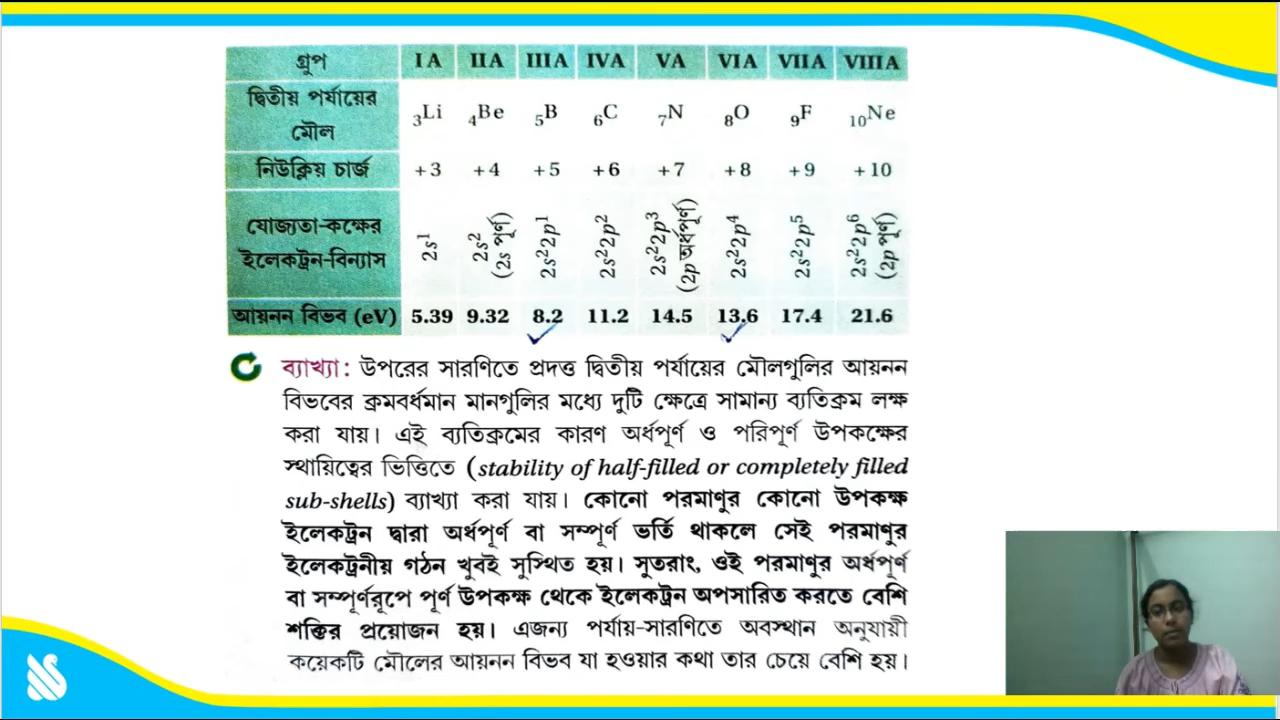 গ্রুপ IA IIA IIIA IVA VA VIA VIIA VIIIA
দ্বিতীয় পর্যায়ের মৌল ₃Li ₄Be ₅B ₆C ₇N ₈O ₉F ₁₀Ne
নিউক্লিয় চার্জ +3 +4 +5 +6 +7 +8 +9 +10
যোজ্যতা-কক্ষের ইলেকট্রন-বিন্যাস 2s¹ 2s² (2s পূর্ণ) 2s²2p¹ 2s²2p² 2s²2p³ (2p অর্ধপূর্ণ) 2s²2p⁴ 2s²2p⁵ 2s²2p⁶ (2p পূর্ণ)
আয়নন বিভব (eV) 5.39 9.32 8.2 11.2 14.5 13.6 17.4 21.6
ব্যাখ্যা: উপরের সারণিতে প্রদত্ত দ্বিতীয় পর্যায়ের মৌলগুলির আয়নন
বিভবের ক্রমবর্ধমান মানগুলির মধ্যে দুটি ক্ষেত্রে সামান্য ব্যতিক্রম লক্ষ
করা যায়। এই ব্যতিক্রমের কারণ অর্ধপূর্ণ ও পরিপূর্ণ উপকক্ষের
স্থায়িত্বের ভিত্তিতে (stability of half-filled or completely filled
sub-shells) ব্যাখ্যা করা যায়। কোনো পরমাণুর কোনো উপকক্ষ
ইলেকট্রন দ্বারা অর্ধপূর্ণ বা সম্পূর্ণ ভর্তি থাকলে সেই পরমাণুর
ইলেকট্রনীয় গঠন খুবই সুস্থিত হয়। সুতরাং, ওই পরমাণুর অর্ধপূর্ণ
বা সম্পূর্ণরূপে পূর্ণ উপকক্ষ থেকে ইলেকট্রন অপসারিত করতে বেশি
শক্তির প্রয়োজন হয়। এজন্য পর্যায়-সারণিতে অবস্থান অনুযায়ী
কয়েকটি মৌলের আয়নন বিভব যা হওয়ার কথা তার চেয়ে বেশি হয়।